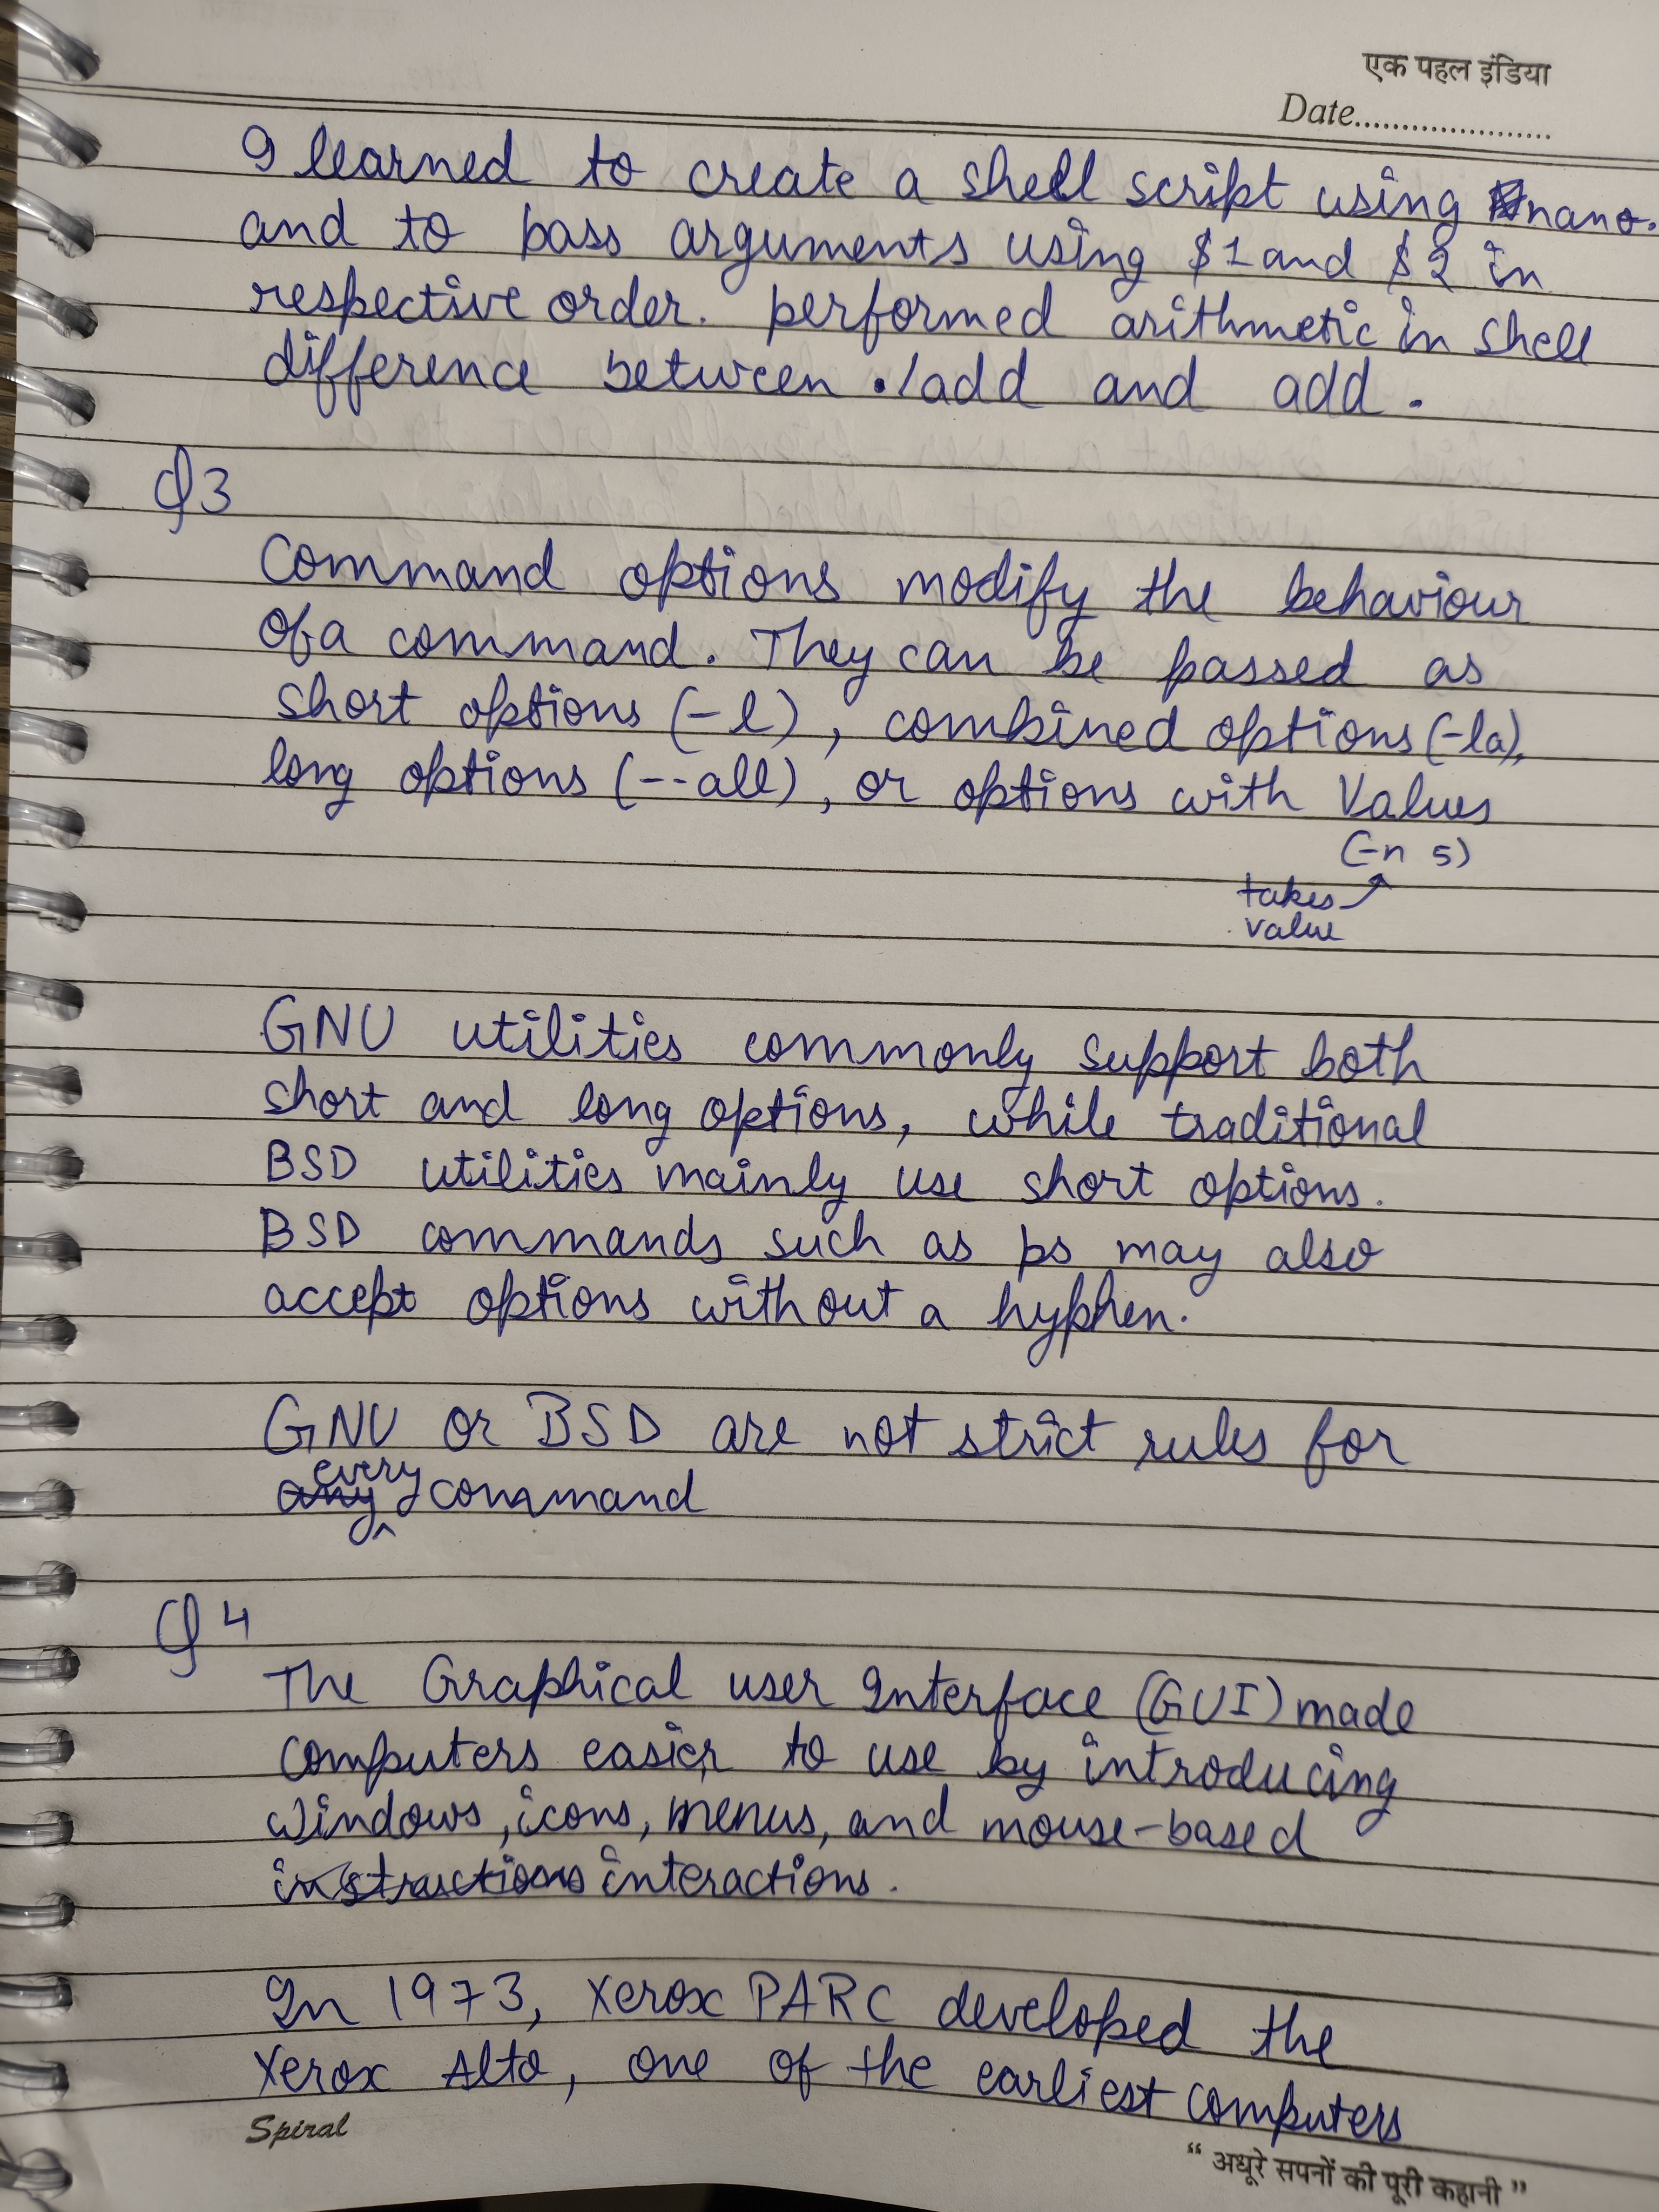 एक पहल इंडिया
Date......................
I learned to create a shell script using nano.
and to pass arguments using $1 and $2 in
respective order. performed arithmetic in shell
difference between ./add and add.
Q3
Command options modify the behaviour
of a command. They can be passed as
short options (-l), combined options (-la),
long options (--all), or options with values
(-n 5)
takes
value
GNU utilities commonly support both
short and long options, while traditional
BSD utilities mainly use short options.
BSD commands such as ps may also
accept options without a hyphen.
GNU or BSD are not strict rules for
any every command
Q4
The Graphical user Interface (GUI) made
computers easier to use by introducing
windows, icons, menus, and mouse-based
instructions interactions.
In 1973, Xerox PARC developed the
Xerox Alto, one of the earliest computers
Spiral
“ अधूरे सपनों की पूरी कहानी ”